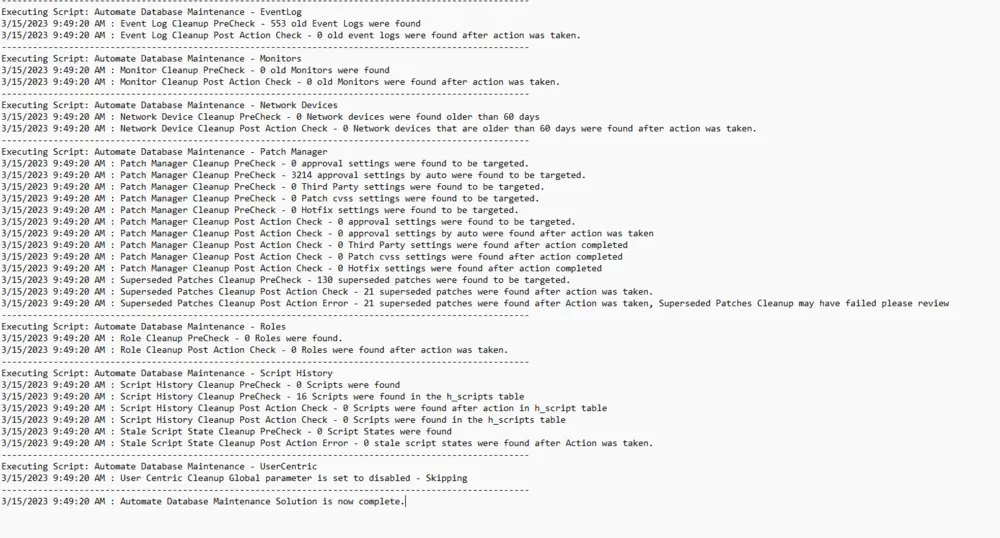 --------------------------------------------------------------------------------------------------------
Executing Script: Automate Database Maintenance - EventLog
3/15/2023 9:49:20 AM : Event Log Cleanup PreCheck - 553 old Event Logs were found
3/15/2023 9:49:20 AM : Event Log Cleanup Post Action Check - 0 old event logs were found after action was taken.
--------------------------------------------------------------------------------------------------------
Executing Script: Automate Database Maintenance - Monitors
3/15/2023 9:49:20 AM : Monitor Cleanup PreCheck - 0 old Monitors were found
3/15/2023 9:49:20 AM : Monitor Cleanup Post Action Check - 0 old Monitors were found after action was taken.
--------------------------------------------------------------------------------------------------------
Executing Script: Automate Database Maintenance - Network Devices
3/15/2023 9:49:20 AM : Network Device Cleanup PreCheck - 0 Network devices were found older than 60 days
3/15/2023 9:49:20 AM : Network Device Cleanup Post Action Check - 0 Network devices that are older than 60 days were found after action was taken.
--------------------------------------------------------------------------------------------------------
Executing Script: Automate Database Maintenance - Patch Manager
3/15/2023 9:49:20 AM : Patch Manager Cleanup PreCheck - 0 approval settings were found to be targeted.
3/15/2023 9:49:20 AM : Patch Manager Cleanup PreCheck - 3214 approval settings by auto were found to be targeted.
3/15/2023 9:49:20 AM : Patch Manager Cleanup PreCheck - 0 Third Party settings were found to be targeted.
3/15/2023 9:49:20 AM : Patch Manager Cleanup PreCheck - 0 Patch cvss settings were found to be targeted.
3/15/2023 9:49:20 AM : Patch Manager Cleanup PreCheck - 0 Hotfix settings were found to be targeted.
3/15/2023 9:49:20 AM : Patch Manager Cleanup Post Action Check - 0 approval settings were found to be targeted.
3/15/2023 9:49:20 AM : Patch Manager Cleanup Post Action Check - 0 approval settings by auto were found after action was taken
3/15/2023 9:49:20 AM : Patch Manager Cleanup Post Action Check - 0 Third Party settings were found after action completed
3/15/2023 9:49:20 AM : Patch Manager Cleanup Post Action Check - 0 Patch cvss settings were found after action completed
3/15/2023 9:49:20 AM : Patch Manager Cleanup Post Action Check - 0 Hotfix settings were found after action completed
3/15/2023 9:49:20 AM : Superseded Patches Cleanup PreCheck - 130 superseded patches were found to be targeted.
3/15/2023 9:49:20 AM : Superseded Patches Cleanup Post Action Check - 21 superseded patches were found after Action was taken.
3/15/2023 9:49:20 AM : Superseded Patches Cleanup Post Action Error - 21 superseded patches were found after Action was taken, Superseded Patches Cleanup may have failed please review
--------------------------------------------------------------------------------------------------------
Executing Script: Automate Database Maintenance - Roles
3/15/2023 9:49:20 AM : Role Cleanup PreCheck - 0 Roles were found.
3/15/2023 9:49:20 AM : Role Cleanup Post Action Check - 0 Roles were found after action was taken.
--------------------------------------------------------------------------------------------------------
Executing Script: Automate Database Maintenance - Script History
3/15/2023 9:49:20 AM : Script History Cleanup PreCheck - 0 Scripts were found
3/15/2023 9:49:20 AM : Script History Cleanup PreCheck - 16 Scripts were found in the h_scripts table
3/15/2023 9:49:20 AM : Script History Cleanup Post Action Check - 0 Scripts were found after action in h_script table
3/15/2023 9:49:20 AM : Script History Cleanup Post Action Check - 0 Scripts were found in the h_scripts table
3/15/2023 9:49:20 AM : Stale Script State Cleanup PreCheck - 0 Script States were found
3/15/2023 9:49:20 AM : Stale Script State Cleanup Post Action Error - 0 stale script states were found after Action was taken.
--------------------------------------------------------------------------------------------------------
Executing Script: Automate Database Maintenance - UserCentric
3/15/2023 9:49:20 AM : User Centric Cleanup Global parameter is set to disabled - Skipping
--------------------------------------------------------------------------------------------------------
3/15/2023 9:49:20 AM : Automate Database Maintenance Solution is now complete.